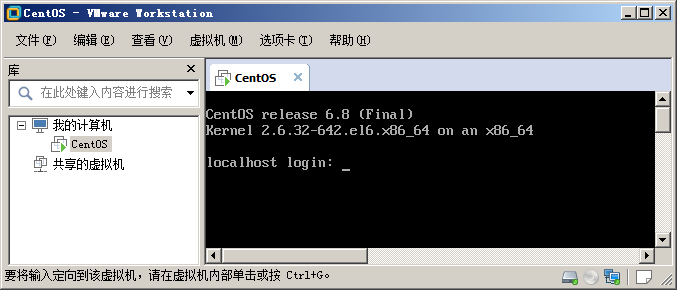 CentOS - VMware Workstation
文件(F) 编辑(E) 查看(V) 虚拟机(M) 选项卡(T) 帮助(H)
库
在此处键入内容进行搜索
我的计算机
CentOS
共享的虚拟机
CentOS
CentOS release 6.8 (Final)
Kernel 2.6.32-642.el6.x86_64 on an x86_64
localhost login: _
要将输入定向到该虚拟机，请在虚拟机内部单击或按 Ctrl+G。